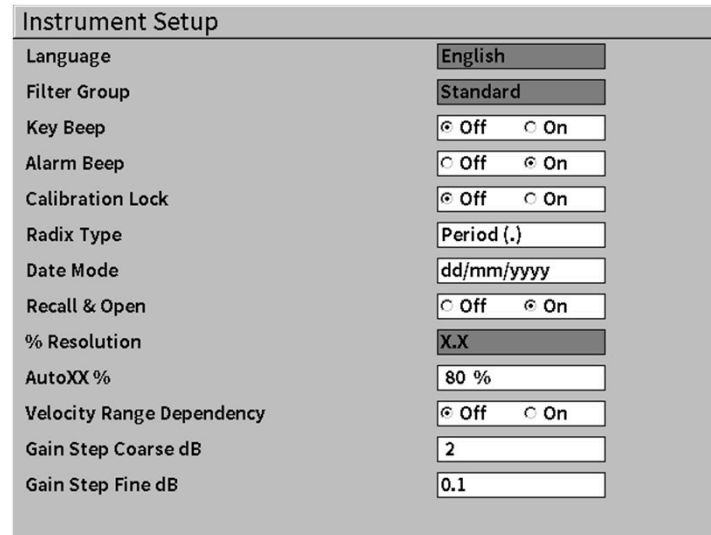 Instrument Setup
Language English
Filter Group Standard
Key Beep Off On
Alarm Beep Off On
Calibration Lock Off On
Radix Type Period (.)
Date Mode dd/mm/yyyy
Recall & Open Off On
% Resolution X.X
AutoXX % 80 %
Velocity Range Dependency Off On
Gain Step Coarse dB 2
Gain Step Fine dB 0.1